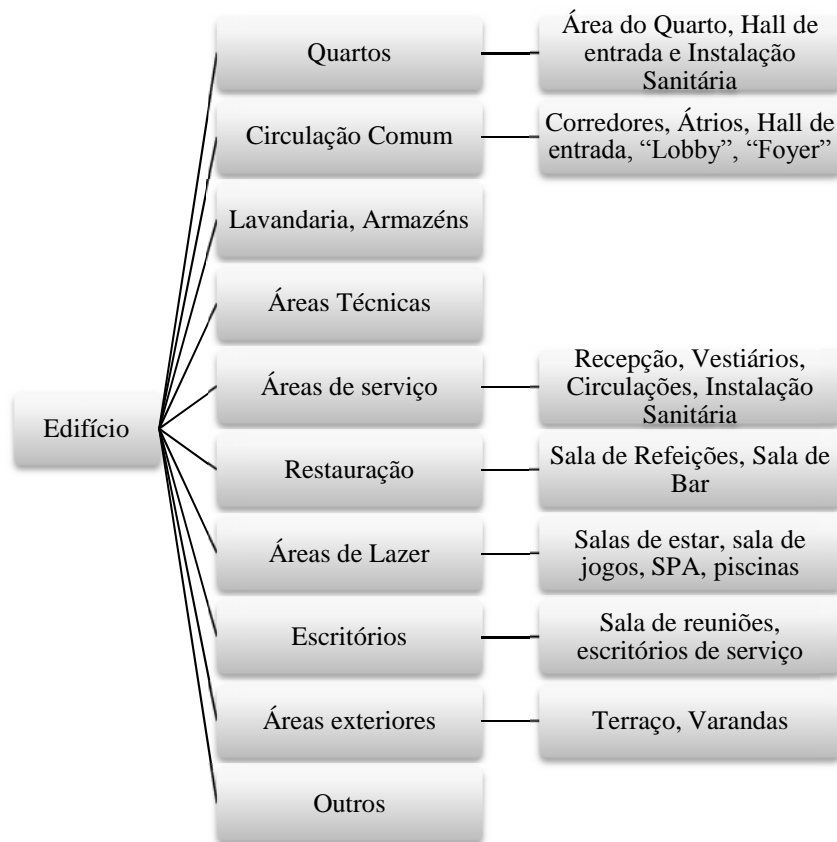 Edifício
Quartos
Área do Quarto, Hall de
entrada e Instalação
Sanitária
Circulação Comum
Corredores, Átrios, Hall de
entrada, “Lobby”, “Foyer”
Lavandaria, Armazéns
Áreas Técnicas
Áreas de serviço
Recepção, Vestiários,
Circulações, Instalação
Sanitária
Restauração
Sala de Refeições, Sala de
Bar
Áreas de Lazer
Salas de estar, sala de
jogos, SPA, piscinas
Escritórios
Sala de reuniões,
escritórios de serviço
Áreas exteriores
Terraço, Varandas
Outros